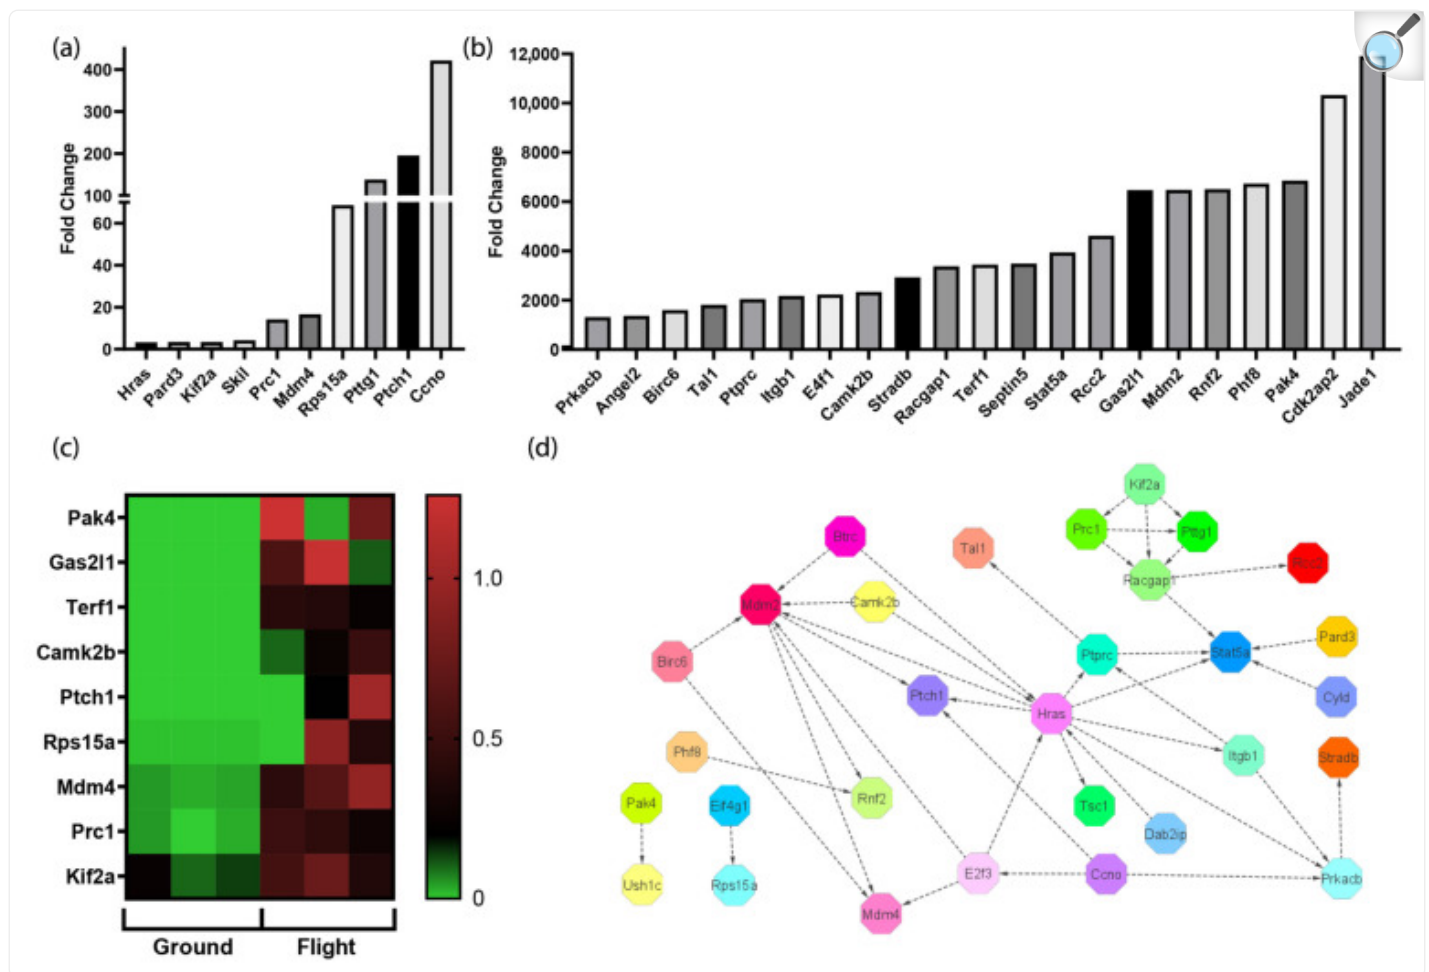 (a)
Fold Change
400
300
200
100
60
40
20
0
Hras
Pard3
Kif2a
Skil
Prc1
Mdm4
Rps15a
Pttg1
Ptch1
Ccno
(b)
Fold Change
12,000
10,000
8000
6000
4000
2000
0
Prkacb
Angel2
Birc6
Tal1
Ptprc
Itgb1
E4f1
Camk2b
Stradb
Racgap1
Terf1
Septin5
Stat5a
Rcc2
Gas2l1
Mdm2
Rnf2
Phf8
Pak4
Cdk2ap2
Jade1
(c)
Pak4
Gas2l1
Terf1
Camk2b
Ptch1
Rps15a
Mdm4
Prc1
Kif2a
Ground
Flight
1.0
0.5
0
(d)
Kif2a
Prc1
Pttg1
Btrc
Tal1
Racgap1
Rcc2
Mdm2
Camk2b
Pard3
Birc6
Ptprc
Stat5a
Ptch1
Cyld
Hras
Phf8
Itgb1
Stradb
Pak4
Eif4g1
Rnf2
Tsc1
Dab2ip
Ush1c
Rps15a
E2f3
Ccno
Prkacb
Mdm4